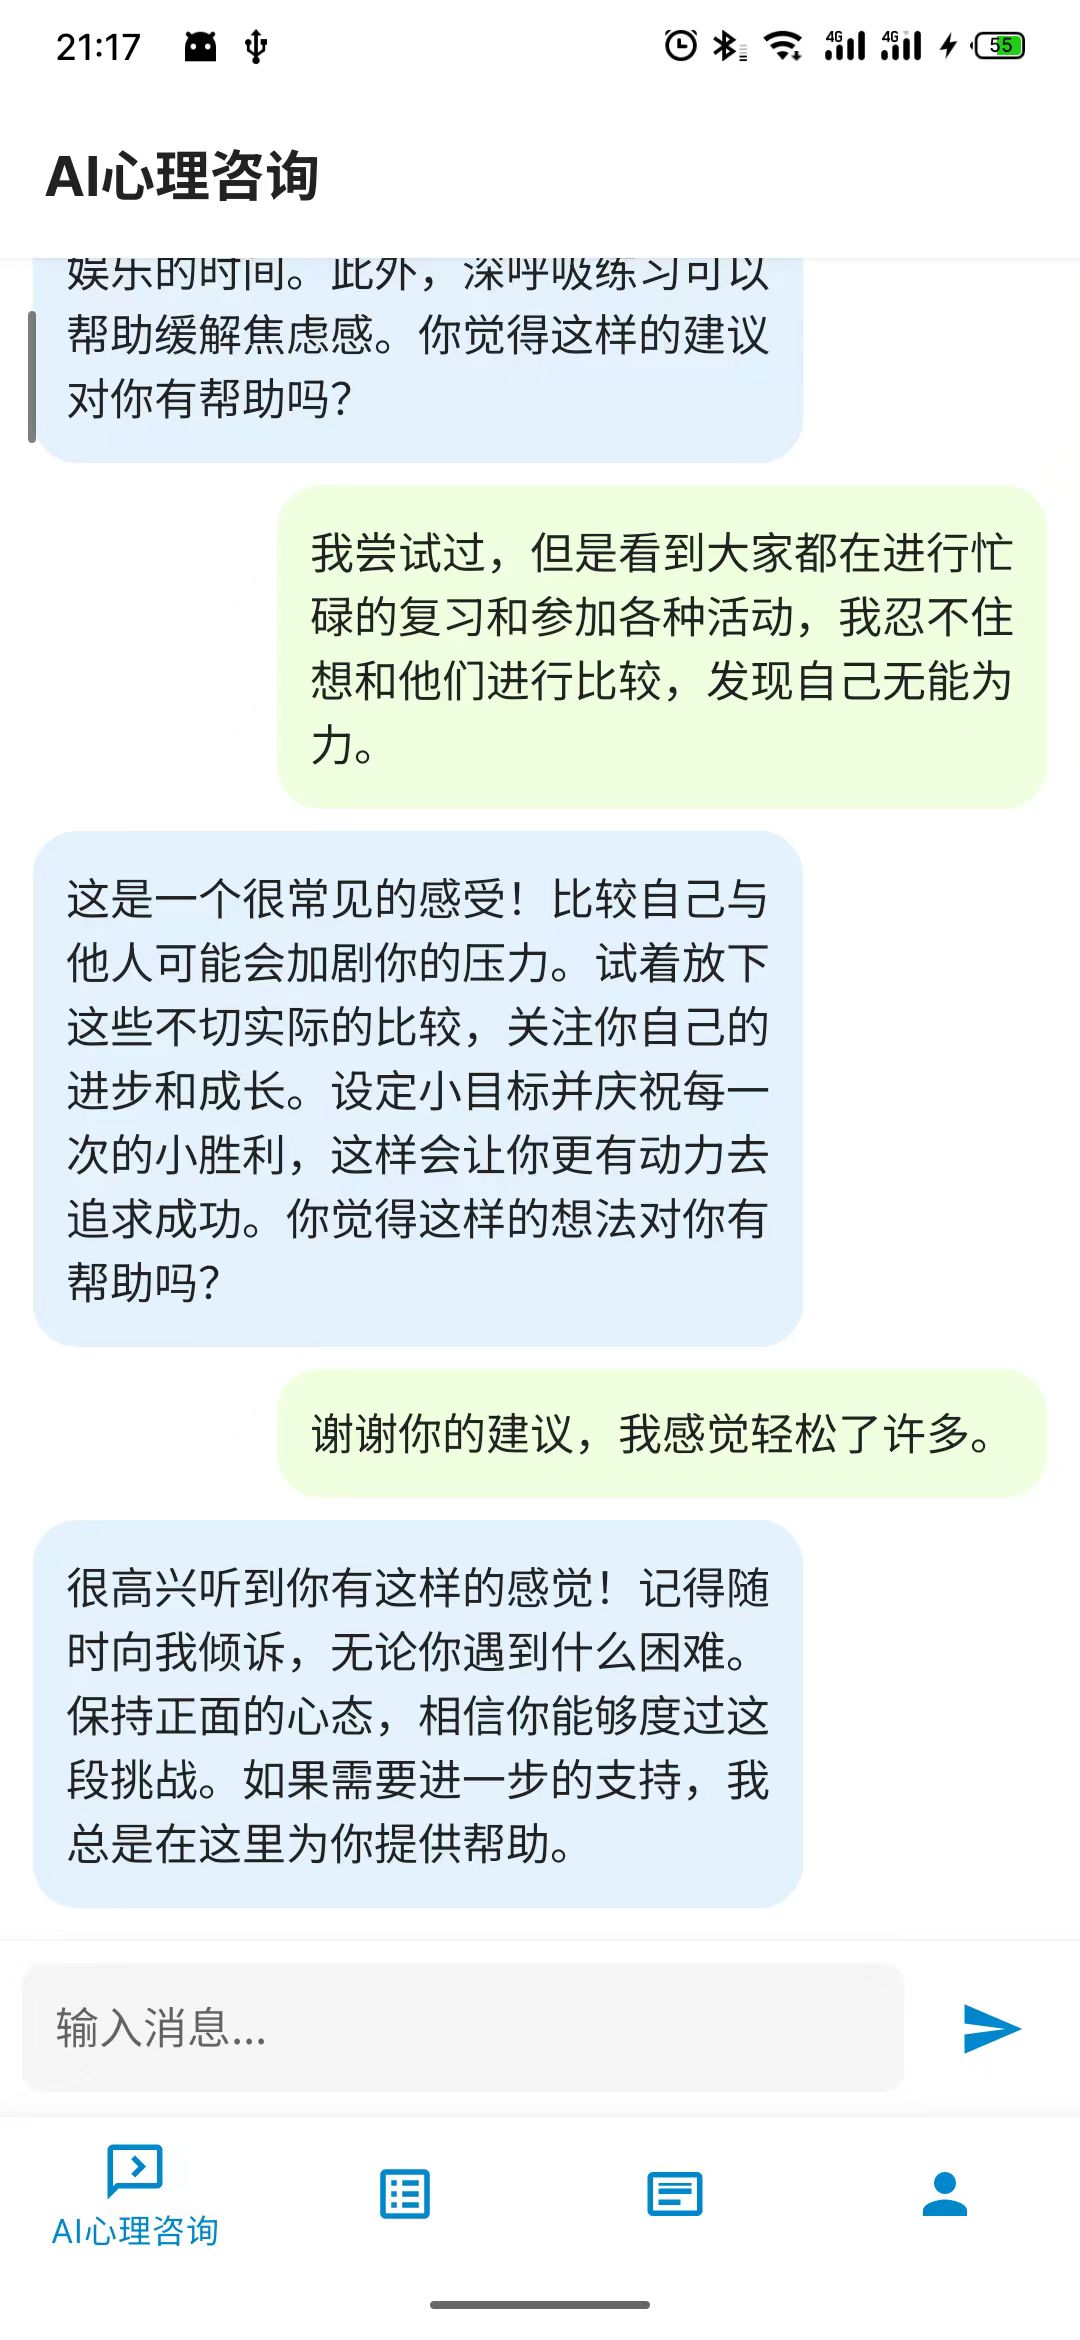 21:17
4G 4G 55
AI心理咨询
娱乐的时间。此外，深呼吸练习可以
帮助缓解焦虑感。你觉得这样的建议
对你有帮助吗？
我尝试过，但是看到大家都在进行忙
碌的复习和参加各种活动，我忍不住
想和他们进行比较，发现自己无能为
力。
这是一个很常见的感受！比较自己与
他人可能会加剧你的压力。试着放下
这些不切实际的比较，关注你自己的
进步和成长。设定小目标并庆祝每一
次的小胜利，这样会让你更有动力去
追求成功。你觉得这样的想法对你有
帮助吗？
谢谢你的建议，我感觉轻松了许多。
很高兴听到你有这样的感觉！记得随
时向我倾诉，无论你遇到什么困难。
保持正面的心态，相信你能够度过这
段挑战。如果需要进一步的支持，我
总是在这里为你提供帮助。
输入消息...
AI心理咨询